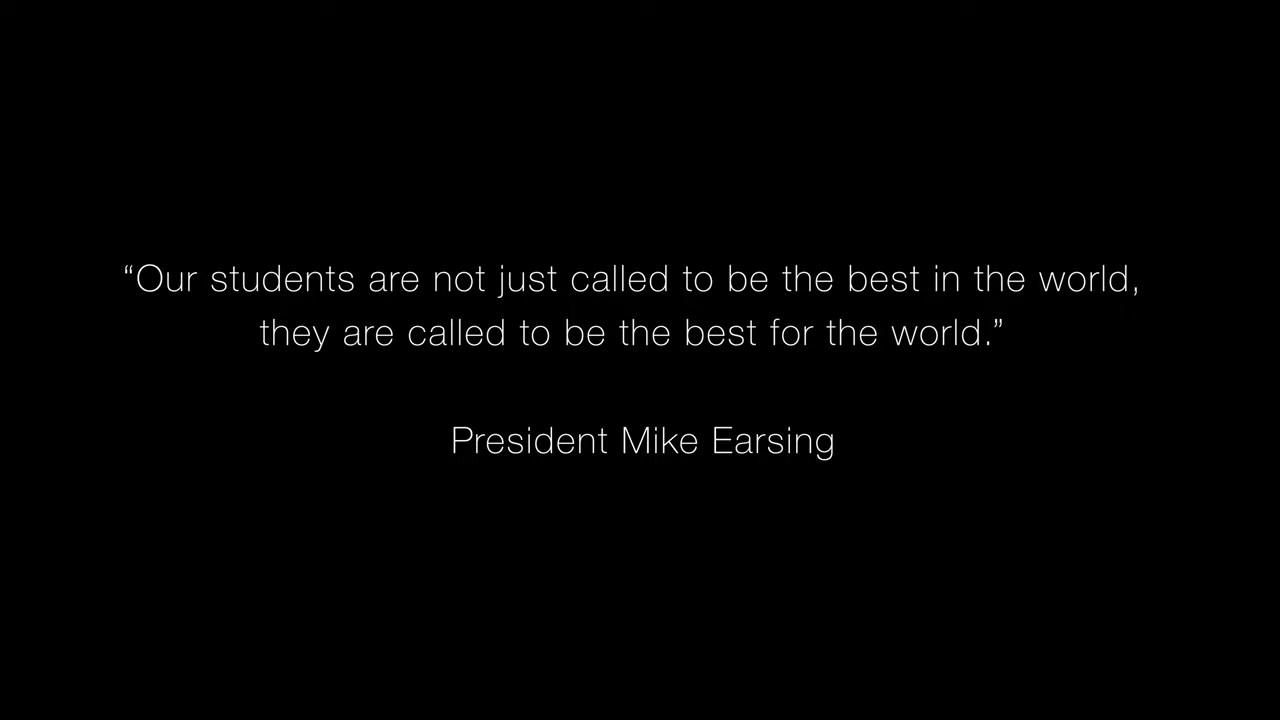 “Our students are not just called to be the best in the world,
they are called to be the best for the world.”
President Mike Earsing